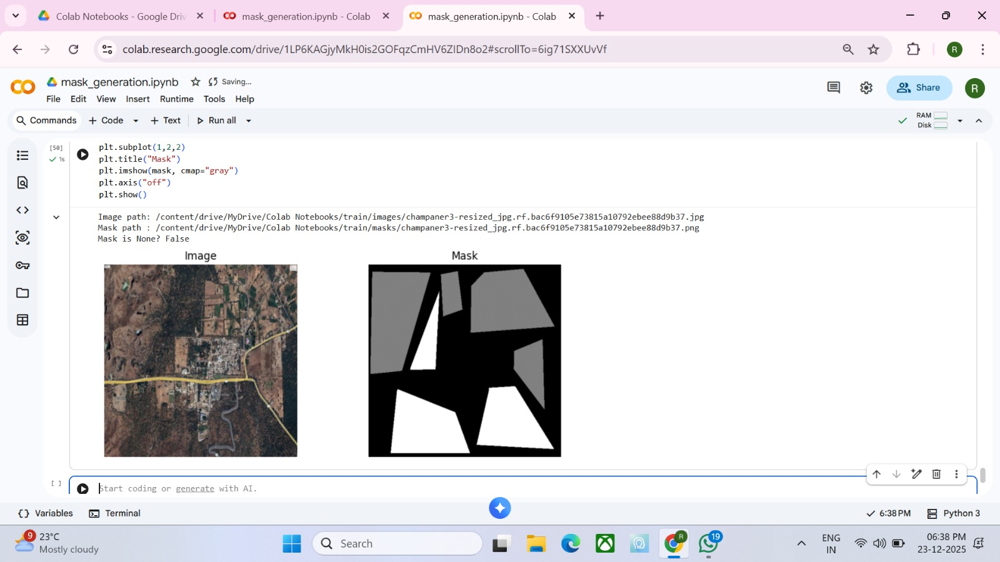 Colab Notebooks - Google Driv
mask_generation.ipynb - Colab
mask_generation.ipynb - Colab
colab.research.google.com/drive/1LP6KAGjyMkH0is2GOFqzCmHV6ZlDn8o2#scrollTo=6ig71SXXUvVf
R
mask_generation.ipynb
Saving...
File Edit View Insert Runtime Tools Help
Share
R
Commands + Code + Text Run all
RAM
Disk
[50]
1s
plt.subplot(1,2,2)
plt.title("Mask")
plt.imshow(mask, cmap="gray")
plt.axis("off")
plt.show()
Image path: /content/drive/MyDrive/Colab Notebooks/train/images/champaner3-resized_jpg.rf.bac6f9105e73815a10792ebee88d9b37.jpg
Mask path : /content/drive/MyDrive/Colab Notebooks/train/masks/champaner3-resized_jpg.rf.bac6f9105e73815a10792ebee88d9b37.png
Mask is None? False
Image
Mask
[ ]
Start coding or generate with AI.
Variables
Terminal
6:38 PM
Python 3
9
23°C
Mostly cloudy
Search
R
19
ENG
IN
06:38 PM
23-12-2025